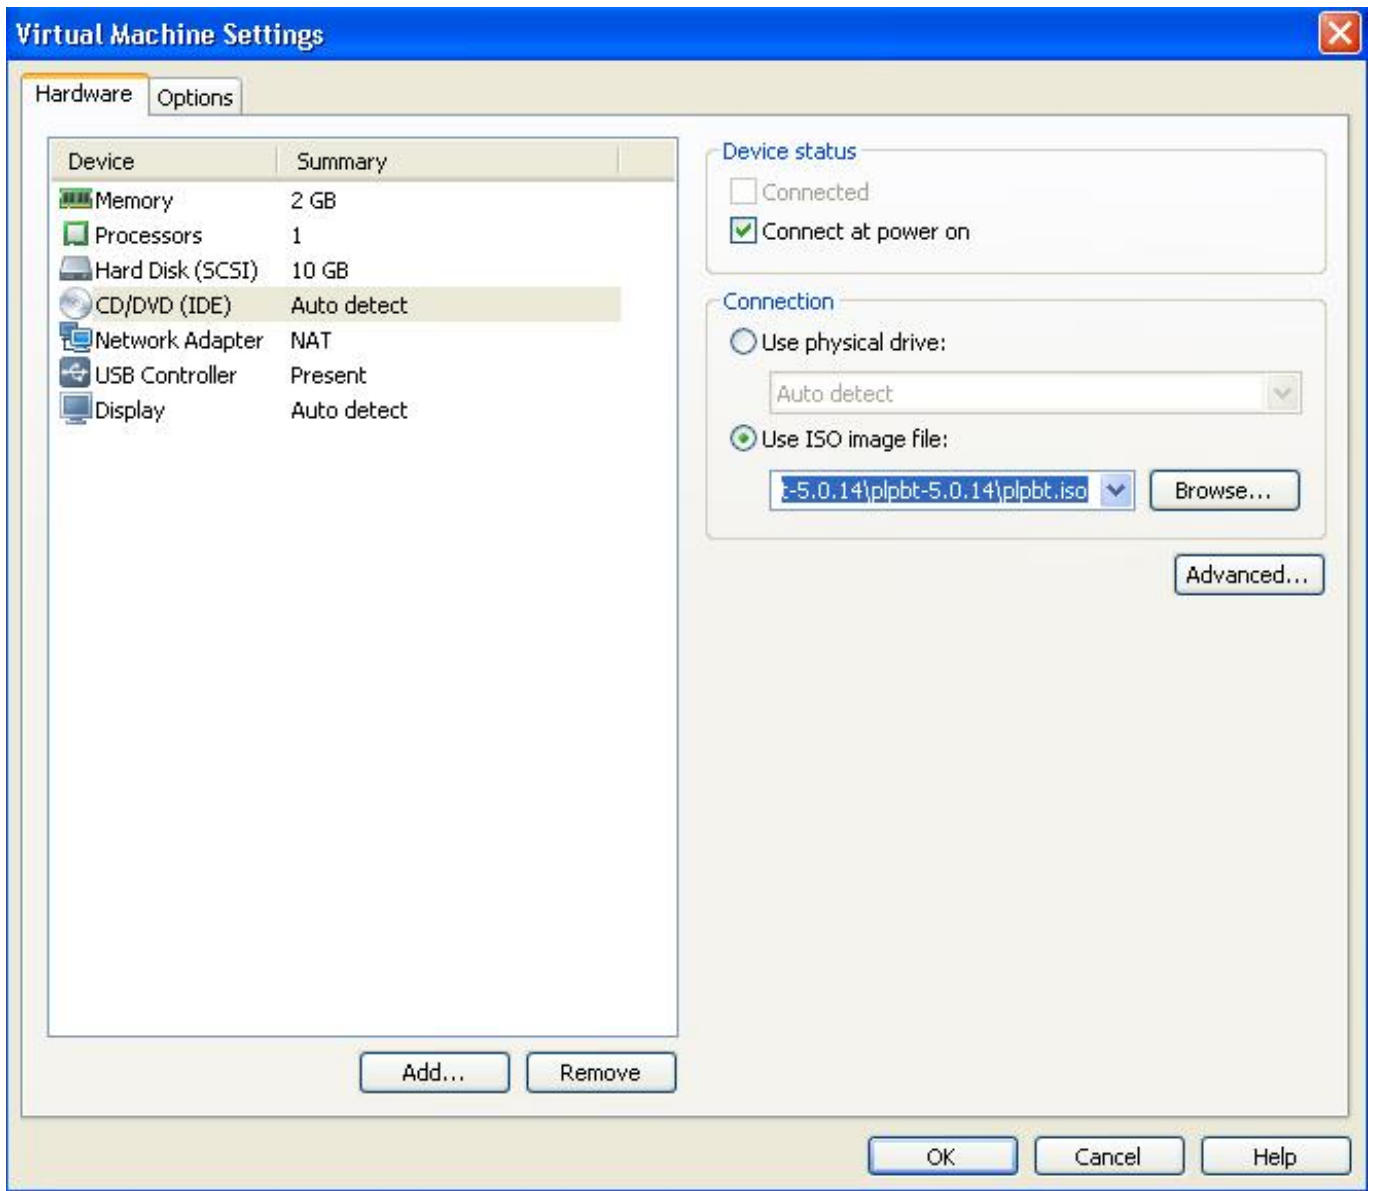 Virtual Machine Settings
Hardware Options
Device Summary
Memory 2 GB
Processors 1
Hard Disk (SCSI) 10 GB
CD/DVD (IDE) Auto detect
Network Adapter NAT
USB Controller Present
Display Auto detect
Add... Remove
Device status
Connected
Connect at power on
Connection
Use physical drive:
Auto detect
Use ISO image file:
t-5.0.14\plpbt-5.0.14\plpbt.iso Browse...
Advanced...
OK Cancel Help